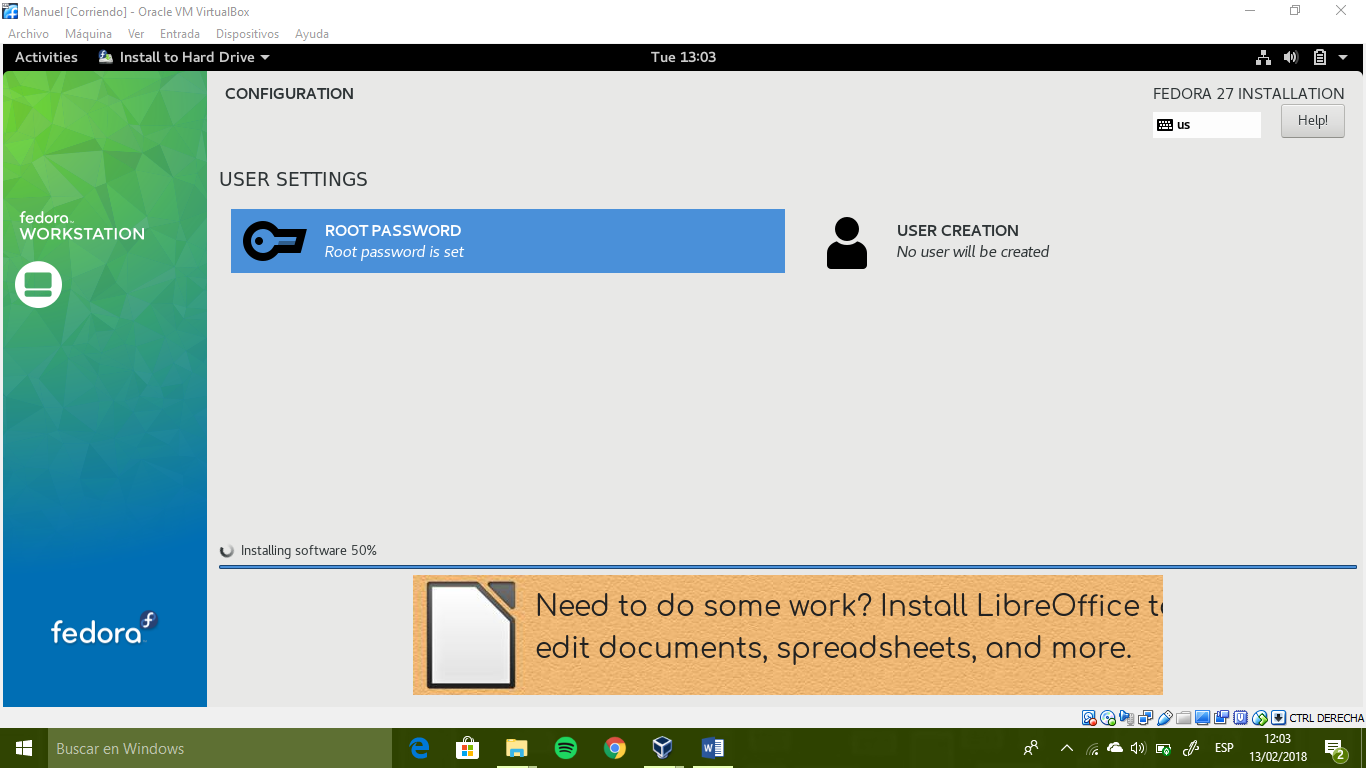 Manuel [Corriendo] - Oracle VM VirtualBox
Archivo Máquina Ver Entrada Dispositivos Ayuda
Activities Install to Hard Drive Tue 13:03
CONFIGURATION
FEDORA 27 INSTALLATION
us
Help!
fedora
WORKSTATION
USER SETTINGS
ROOT PASSWORD
Root password is set
USER CREATION
No user will be created
Installing software 50%
Need to do some work? Install LibreOffice to
edit documents, spreadsheets, and more.
fedora
CTRL DERECHA
Buscar en Windows
ESP
12:03
13/02/2018
2